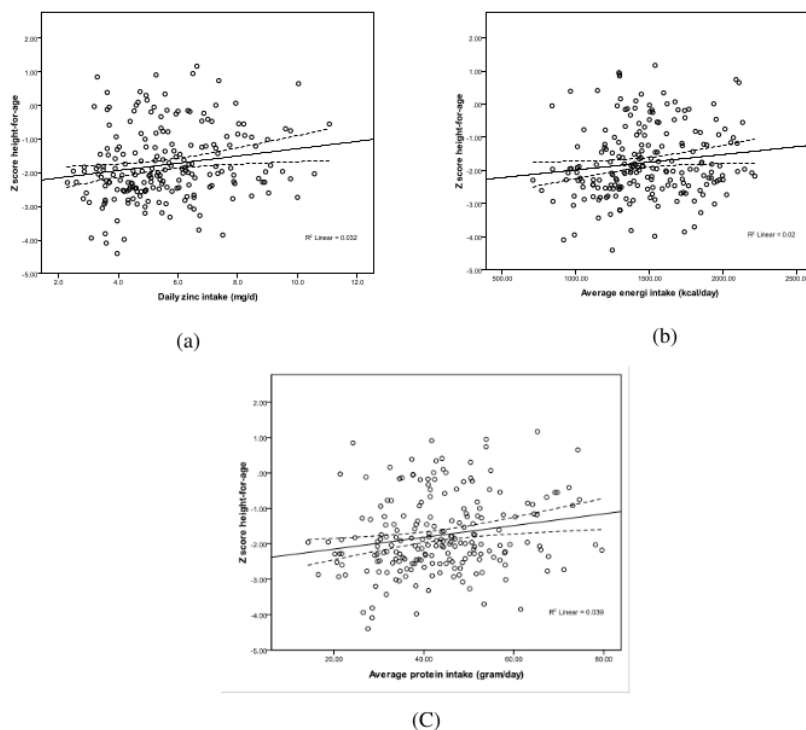 2.00
1.00
.00
-1.00
-2.00
-3.00
-4.00
-5.00
Z score height-for-age
2.0 4.0 6.0 8.0 10.0 12.0
Daily zinc intake (mg/d)
R² Linear = 0.032
(a)
2.00
1.00
.00
-1.00
-2.00
-3.00
-4.00
-5.00
Z score height-for-age
500.00 1000.00 1500.00 2000.00 2500.00
Average energi intake (kcal/day)
R² Linear = 0.02
(b)
2.00
1.00
.00
-1.00
-2.00
-3.00
-4.00
-5.00
Z score height-for-age
20.00 40.00 60.00 80.00
Average protein intake (gram/day)
R² Linear = 0.039
(C)